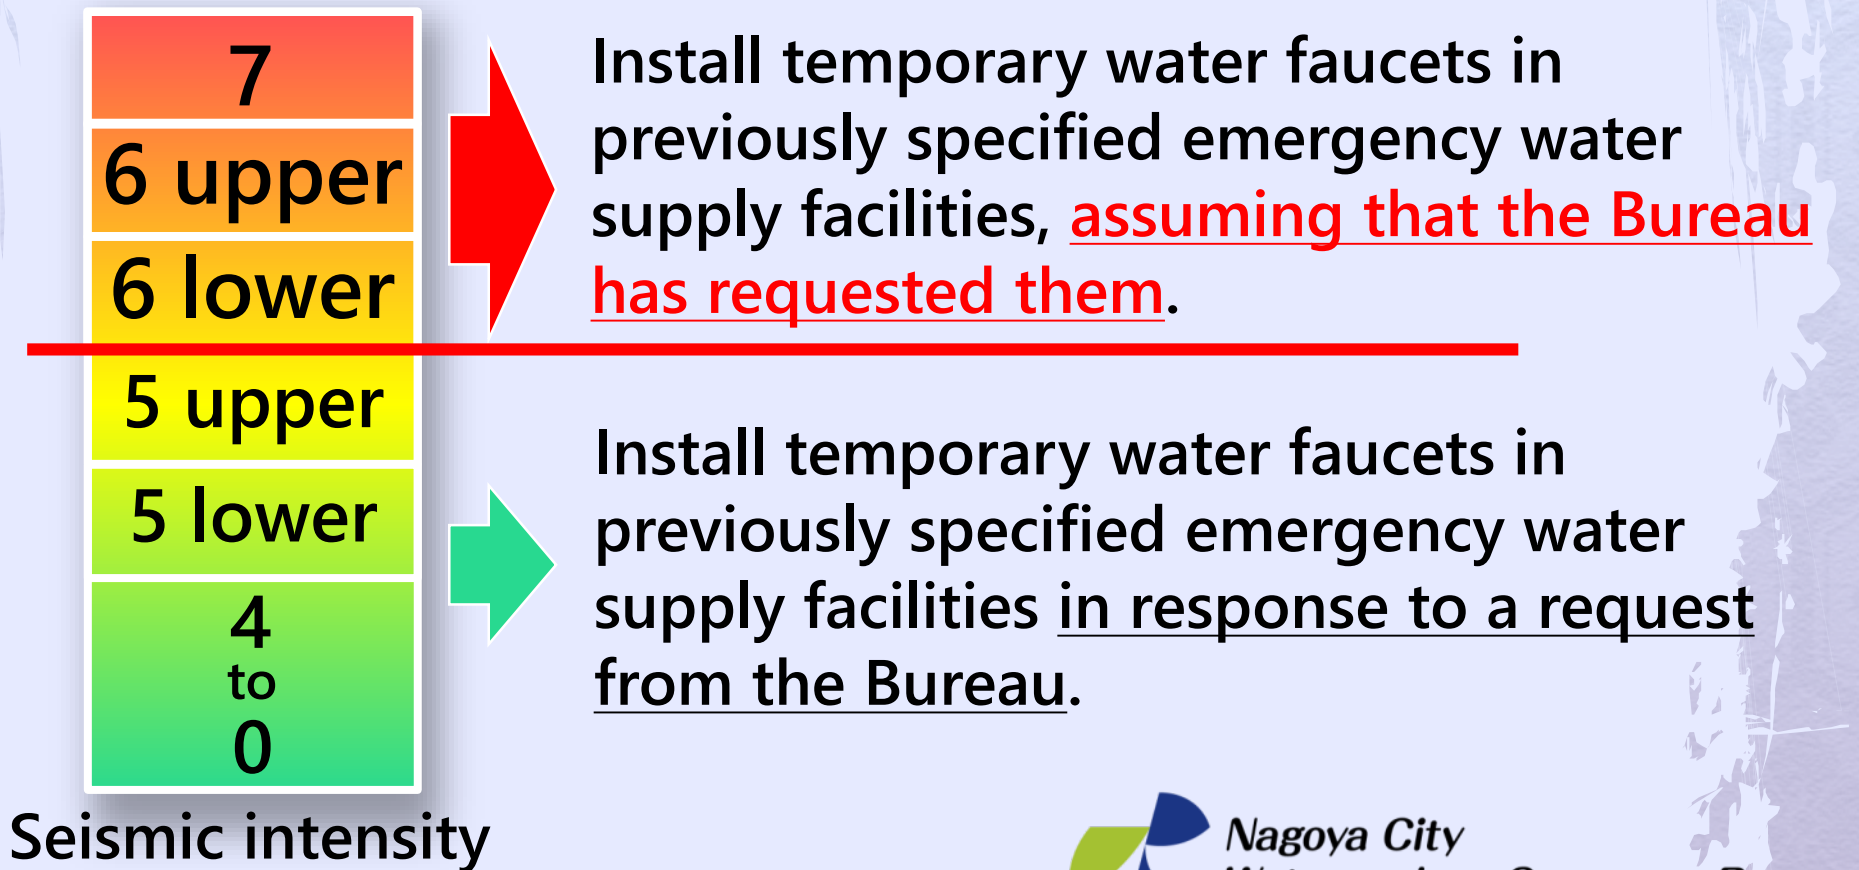 7
6 upper
6 lower
5 upper
5 lower
4
to
0
Seismic intensity
Install temporary water faucets in
previously specified emergency water
supply facilities, assuming that the Bureau
has requested them.
Install temporary water faucets in
previously specified emergency water
supply facilities in response to a request
from the Bureau.
Nagoya City